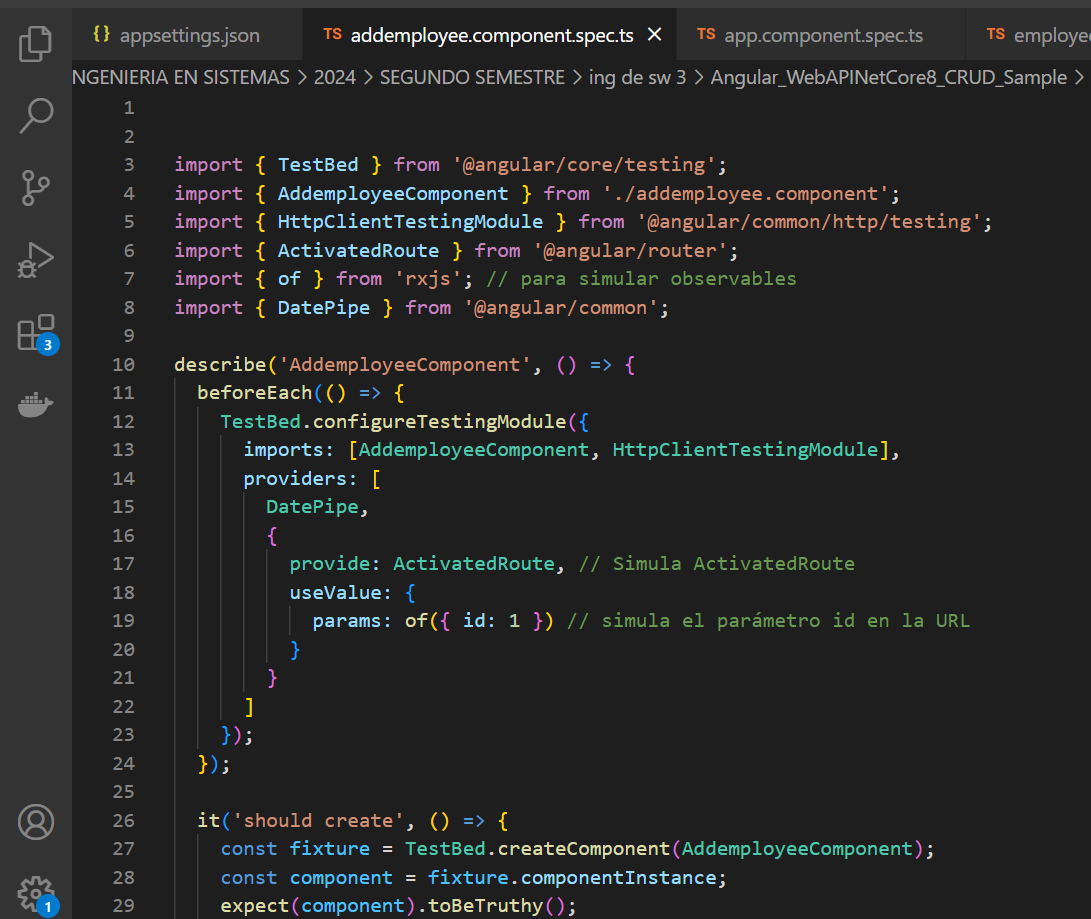 {} appsettings.json TS addemployee.component.spec.ts × TS app.component.spec.ts TS employee
NGENIERIA EN SISTEMAS > 2024 > SEGUNDO SEMESTRE > ing de sw 3 > Angular_WebAPINetCore8_CRUD_Sample >
1
2
3 import { TestBed } from '@angular/core/testing';
4 import { AddemployeeComponent } from './addemployee.component';
5 import { HttpClientTestingModule } from '@angular/common/http/testing';
6 import { ActivatedRoute } from '@angular/router';
7 import { of } from 'rxjs'; // para simular observables
8 import { DatePipe } from '@angular/common';
9
10 describe('AddemployeeComponent', () => {
11 beforeEach(() => {
12 TestBed.configureTestingModule({
13 imports: [AddemployeeComponent, HttpClientTestingModule],
14 providers: [
15 DatePipe,
16 {
17 provide: ActivatedRoute, // Simula ActivatedRoute
18 useValue: {
19 params: of({ id: 1 }) // simula el parámetro id en la URL
20 }
21 }
22 ]
23 });
24 });
25
26 it('should create', () => {
27 const fixture = TestBed.createComponent(AddemployeeComponent);
28 const component = fixture.componentInstance;
29 expect(component).toBeTruthy();
3
1